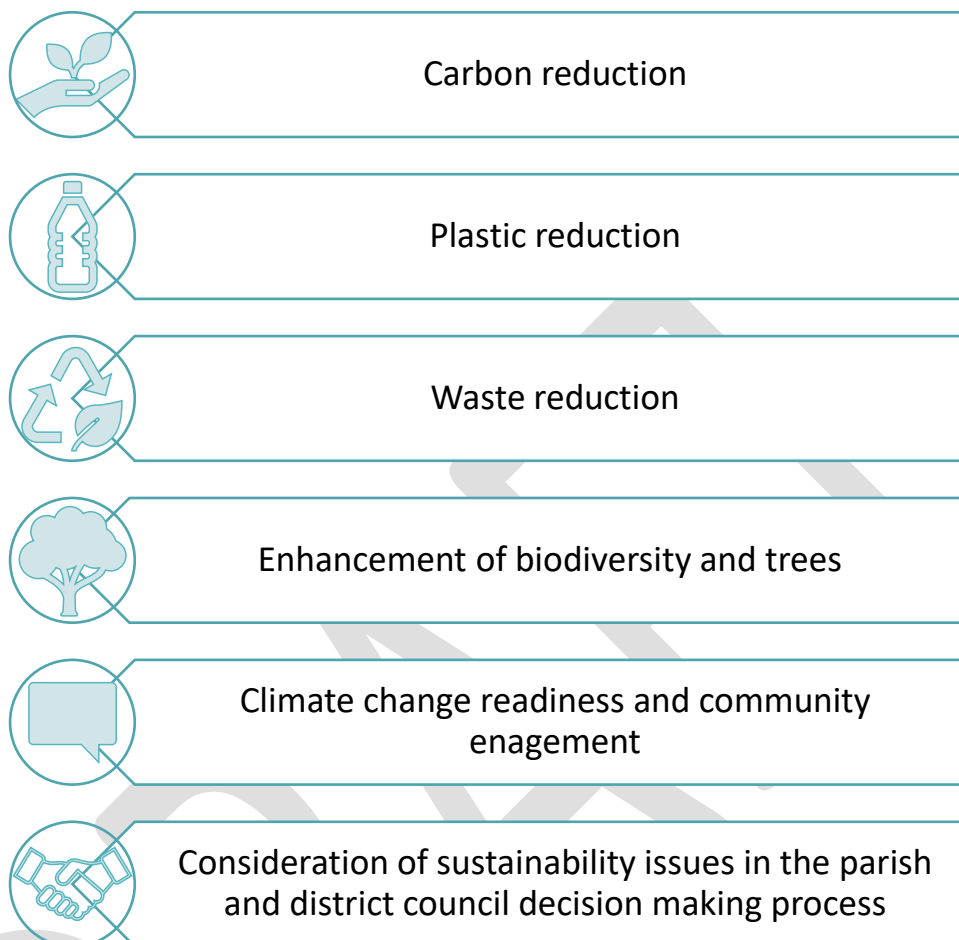 Carbon reduction
Plastic reduction
Waste reduction
Enhancement of biodiversity and trees
Climate change readiness and community
enagement
Consideration of sustainability issues in the parish
and district council decision making process